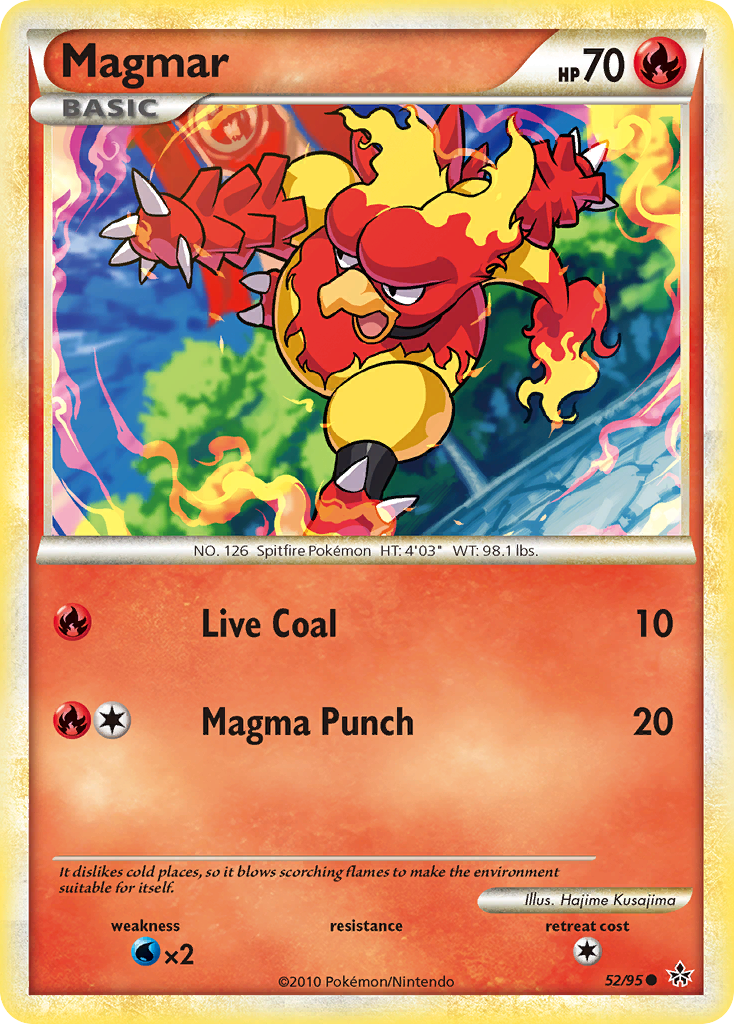 Magmar
HP 70
BASIC
NO. 126 Spitfire Pokémon HT: 4'03" WT: 98.1 lbs.
Live Coal 10
Magma Punch 20
It dislikes cold places, so it blows scorching flames to make the environment
suitable for itself.
Illus. Hajime Kusajima
weakness resistance retreat cost
×2
©2010 Pokémon/Nintendo 52/95